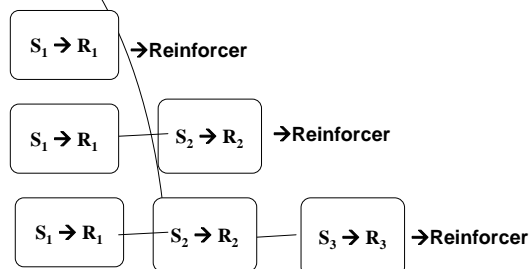 S₁ → R₁ →Reinforcer
S₁ → R₁ S₂ → R₂ →Reinforcer
S₁ → R₁ S₂ → R₂ S₃ → R₃ →Reinforcer